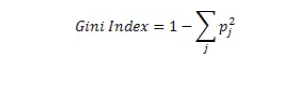 Gini Index = 1 − ∑_j p_j^2